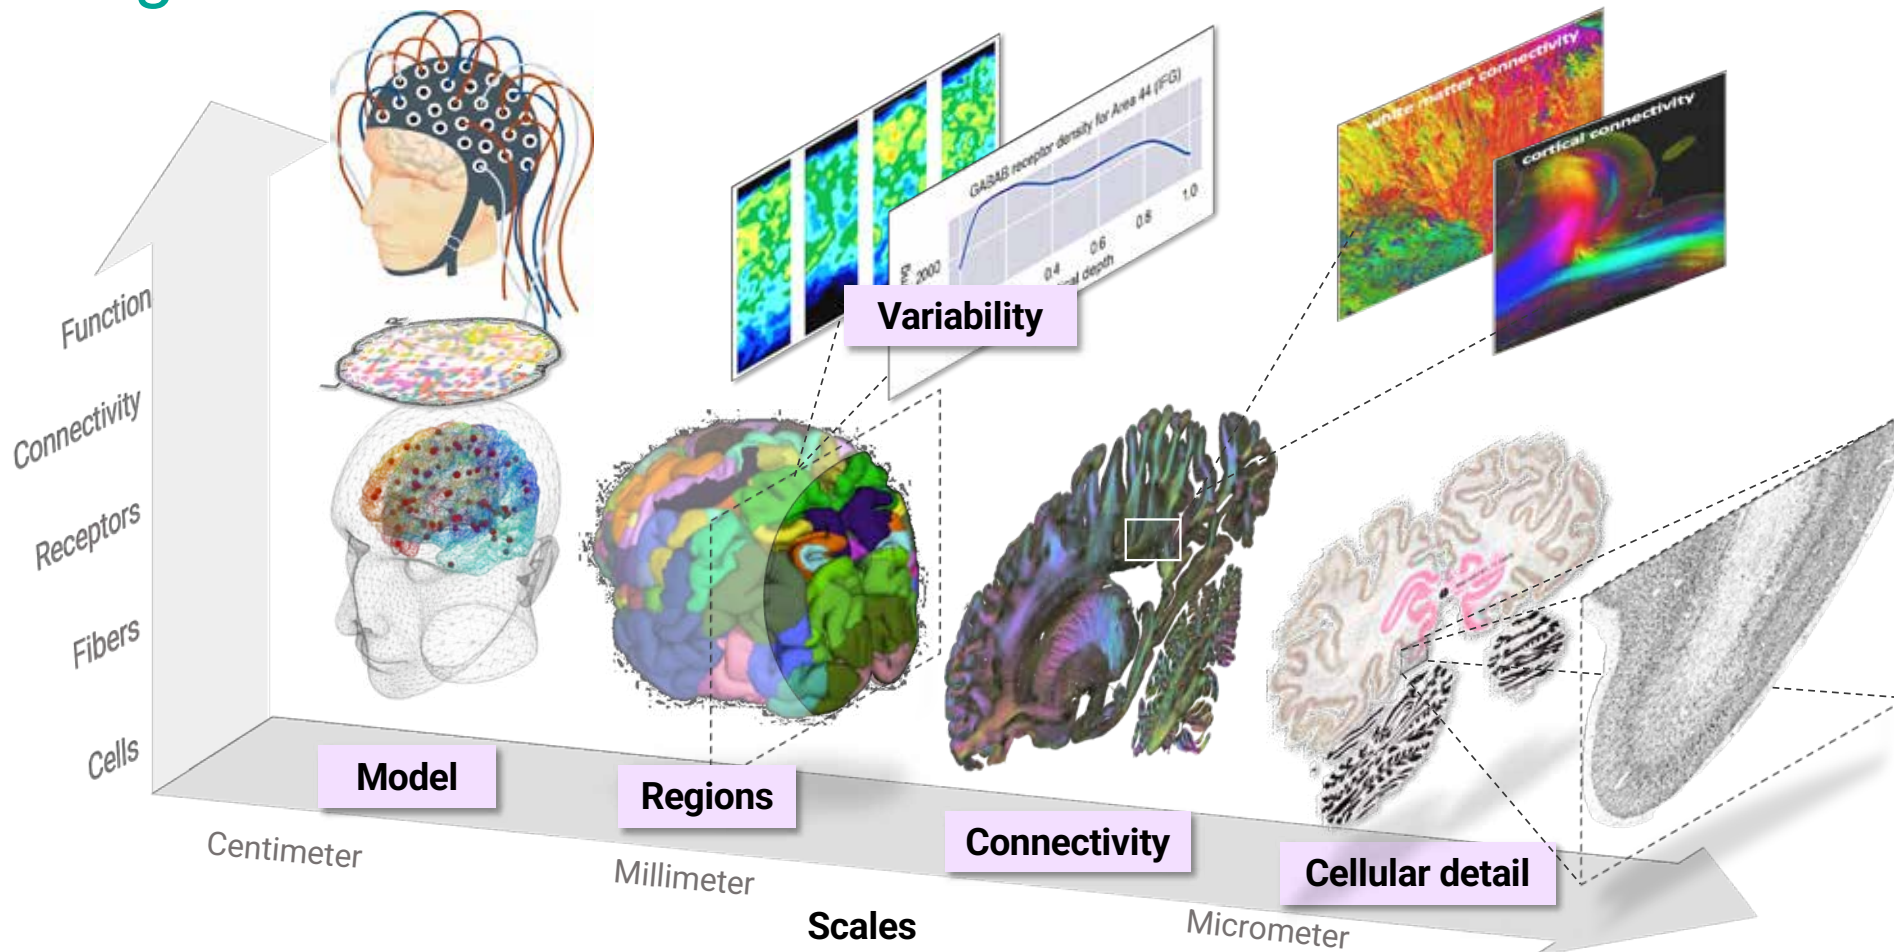 white matter connectivity
cortical connectivity
GABAB receptor density for Area 44 (IFG)
2000
0.4
0.6
0.8
1.0
depth
Variability
Function
Connectivity
Receptors
Fibers
Cells
Model
Regions
Connectivity
Cellular detail
Centimeter
Millimeter
Micrometer
Scales